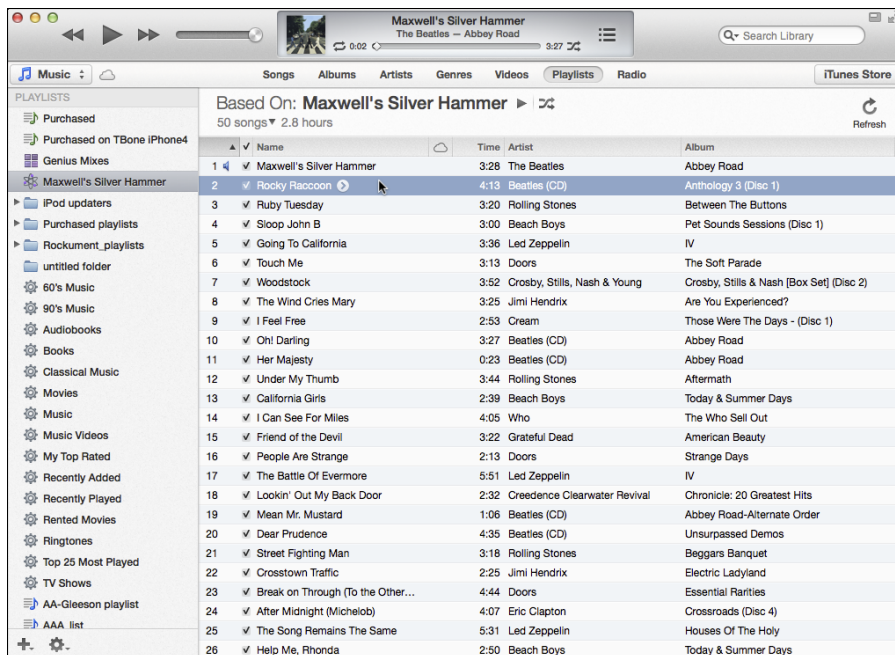 Maxwell's Silver Hammer
The Beatles — Abbey Road
0:02 3:27
Search Library
Music
Songs Albums Artists Genres Videos Playlists Radio
iTunes Store
PLAYLISTS
Purchased
Purchased on TBone iPhone4
Genius Mixes
Maxwell's Silver Hammer
iPod updaters
Purchased playlists
Rockument_playlists
untitled folder
60's Music
90's Music
Audiobooks
Books
Classical Music
Movies
Music
Music Videos
My Top Rated
Recently Added
Recently Played
Rented Movies
Ringtones
Top 25 Most Played
TV Shows
AA-Gleeson playlist
AAA_list
Based On: Maxwell's Silver Hammer
50 songs 2.8 hours
Refresh
Name Time Artist Album
1 Maxwell's Silver Hammer 3:28 The Beatles Abbey Road
2 Rocky Raccoon 4:13 Beatles (CD) Anthology 3 (Disc 1)
3 Ruby Tuesday 3:20 Rolling Stones Between The Buttons
4 Sloop John B 3:00 Beach Boys Pet Sounds Sessions (Disc 1)
5 Going To California 3:36 Led Zeppelin IV
6 Touch Me 3:13 Doors The Soft Parade
7 Woodstock 3:52 Crosby, Stills, Nash & Young Crosby, Stills & Nash [Box Set] (Disc 2)
8 The Wind Cries Mary 3:25 Jimi Hendrix Are You Experienced?
9 I Feel Free 2:53 Cream Those Were The Days - (Disc 1)
10 Oh! Darling 3:27 Beatles (CD) Abbey Road
11 Her Majesty 0:23 Beatles (CD) Abbey Road
12 Under My Thumb 3:44 Rolling Stones Aftermath
13 California Girls 2:39 Beach Boys Today & Summer Days
14 I Can See For Miles 4:05 Who The Who Sell Out
15 Friend of the Devil 3:22 Grateful Dead American Beauty
16 People Are Strange 2:13 Doors Strange Days
17 The Battle Of Evermore 5:51 Led Zeppelin IV
18 Lookin' Out My Back Door 2:32 Creedence Clearwater Revival Chronicle: 20 Greatest Hits
19 Mean Mr. Mustard 1:06 Beatles (CD) Abbey Road-Alternate Order
20 Dear Prudence 4:35 Beatles (CD) Unsurpassed Demos
21 Street Fighting Man 3:18 Rolling Stones Beggars Banquet
22 Crosstown Traffic 2:25 Jimi Hendrix Electric Ladyland
23 Break on Through (To the Other... 4:44 Doors Essential Rarities
24 After Midnight (Michelob) 4:07 Eric Clapton Crossroads (Disc 4)
25 The Song Remains The Same 5:31 Led Zeppelin Houses Of The Holy
26 Help Me, Rhonda 2:50 Beach Boys Today & Summer Days